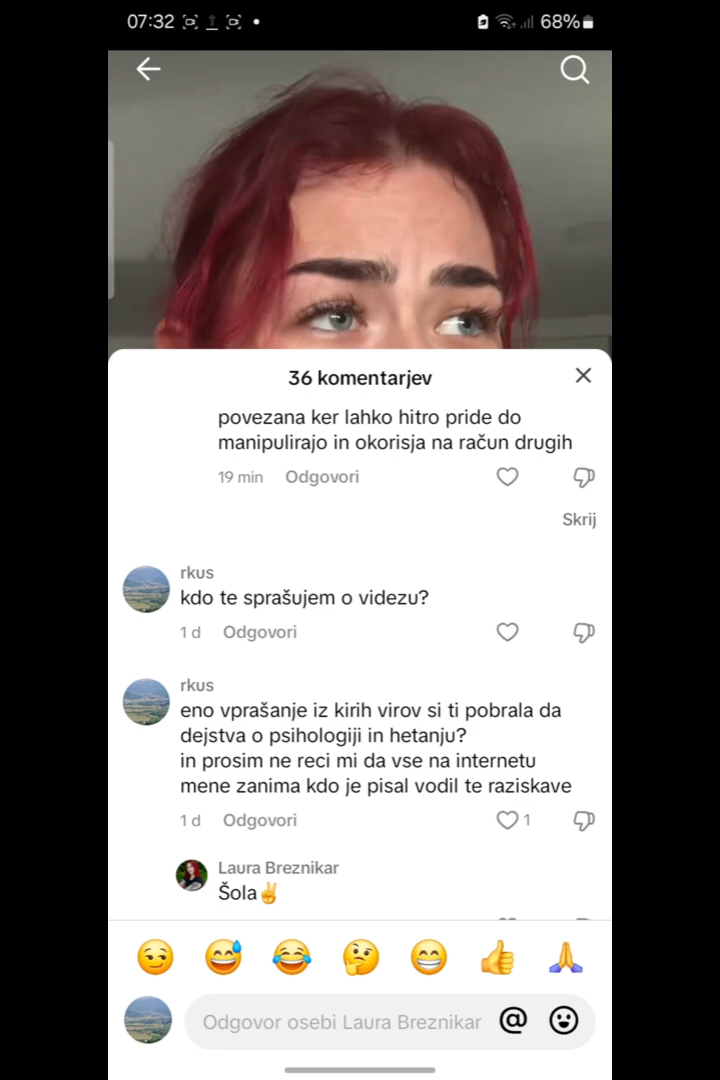 07:32
68%
36 komentarjev
povezana ker lahko hitro pride do
manipulirajo in okorisja na račun drugih
19 min Odgovori
Skrij
rkus
kdo te sprašujem o videzu?
1 d Odgovori
rkus
eno vprašanje iz kirih virov si ti pobrala da
dejstva o psihologiji in hetanju?
in prosim ne reci mi da vse na internetu
mene zanima kdo je pisal vodil te raziskave
1 d Odgovori 1
Laura Breznikar
Šola✌️
Odgovor osebi Laura Breznikar @